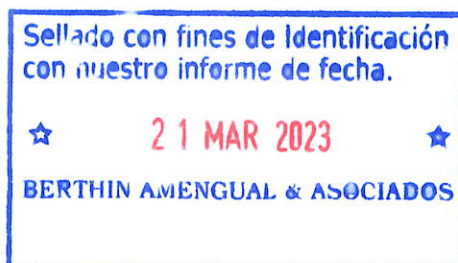 Sellado con fines de Identificación
con nuestro informe de fecha.
☆ 21 MAR 2023 ★
BERTHIN AMENGUAL & ASOCIADOS